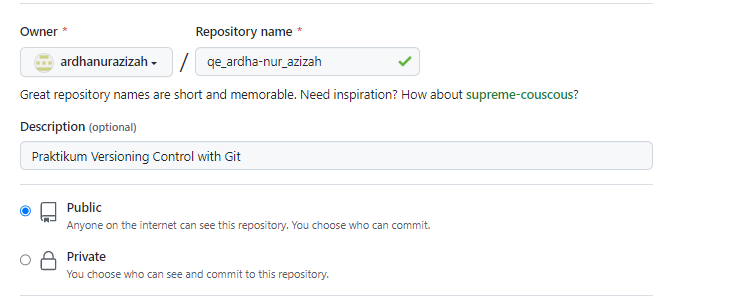 Owner * Repository name *
ardhanurazizah / qe_ardha-nur_azizah
Great repository names are short and memorable. Need inspiration? How about supreme-couscous?
Description (optional)
Praktikum Versioning Control with Git
Public
Anyone on the internet can see this repository. You choose who can commit.
Private
You choose who can see and commit to this repository.